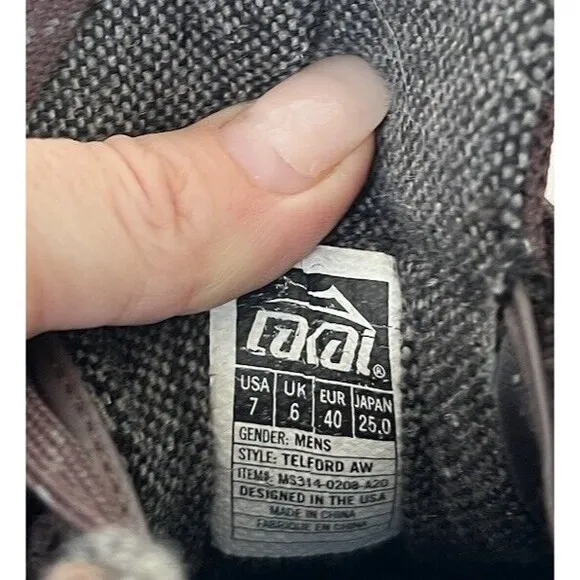 Lakai®
USA UK EUR JAPAN
7 6 40 25.0
GENDER: MENS
STYLE: TELFORD AW
ITEM#: MS314-0208-A20
DESIGNED IN THE USA
MADE IN CHINA
FABRIQUE EN CHINA